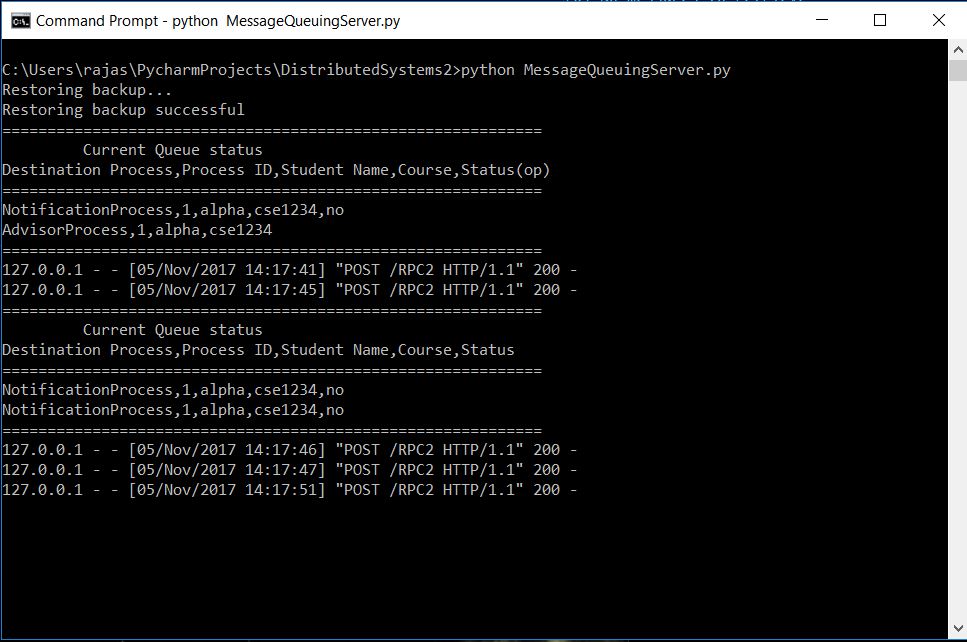 Command Prompt - python  MessageQueuingServer.py
C:\Users\rajas\PycharmProjects\DistributedSystems2>python MessageQueuingServer.py
Restoring backup...
Restoring backup successful
============================================================
         Current Queue status
Destination Process,Process ID,Student Name,Course,Status(op)
============================================================
NotificationProcess,1,alpha,cse1234,no
AdvisorProcess,1,alpha,cse1234
============================================================
127.0.0.1 - - [05/Nov/2017 14:17:41] "POST /RPC2 HTTP/1.1" 200 -
127.0.0.1 - - [05/Nov/2017 14:17:45] "POST /RPC2 HTTP/1.1" 200 -
============================================================
         Current Queue status
Destination Process,Process ID,Student Name,Course,Status
============================================================
NotificationProcess,1,alpha,cse1234,no
NotificationProcess,1,alpha,cse1234,no
============================================================
127.0.0.1 - - [05/Nov/2017 14:17:46] "POST /RPC2 HTTP/1.1" 200 -
127.0.0.1 - - [05/Nov/2017 14:17:47] "POST /RPC2 HTTP/1.1" 200 -
127.0.0.1 - - [05/Nov/2017 14:17:51] "POST /RPC2 HTTP/1.1" 200 -